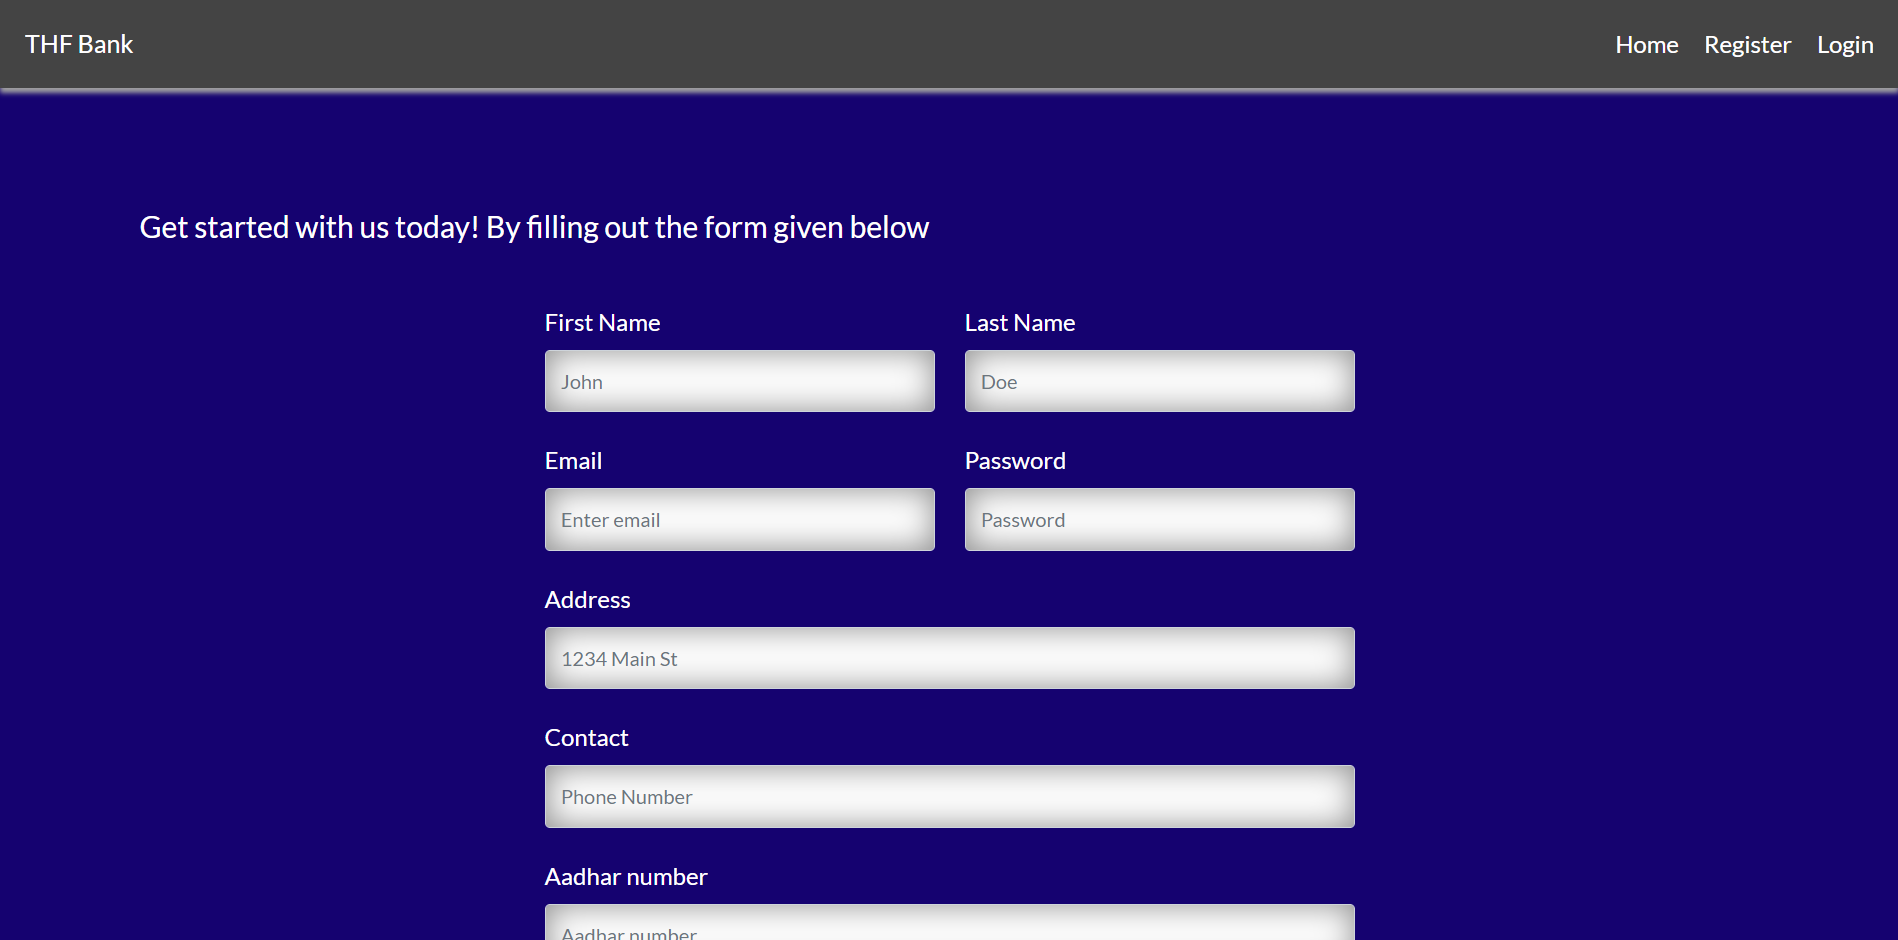 THF Bank
Home Register Login
Get started with us today! By filling out the form given below
First Name Last Name
John Doe
Email Password
Enter email Password
Address
1234 Main St
Contact
Phone Number
Aadhar number
Aadhar number